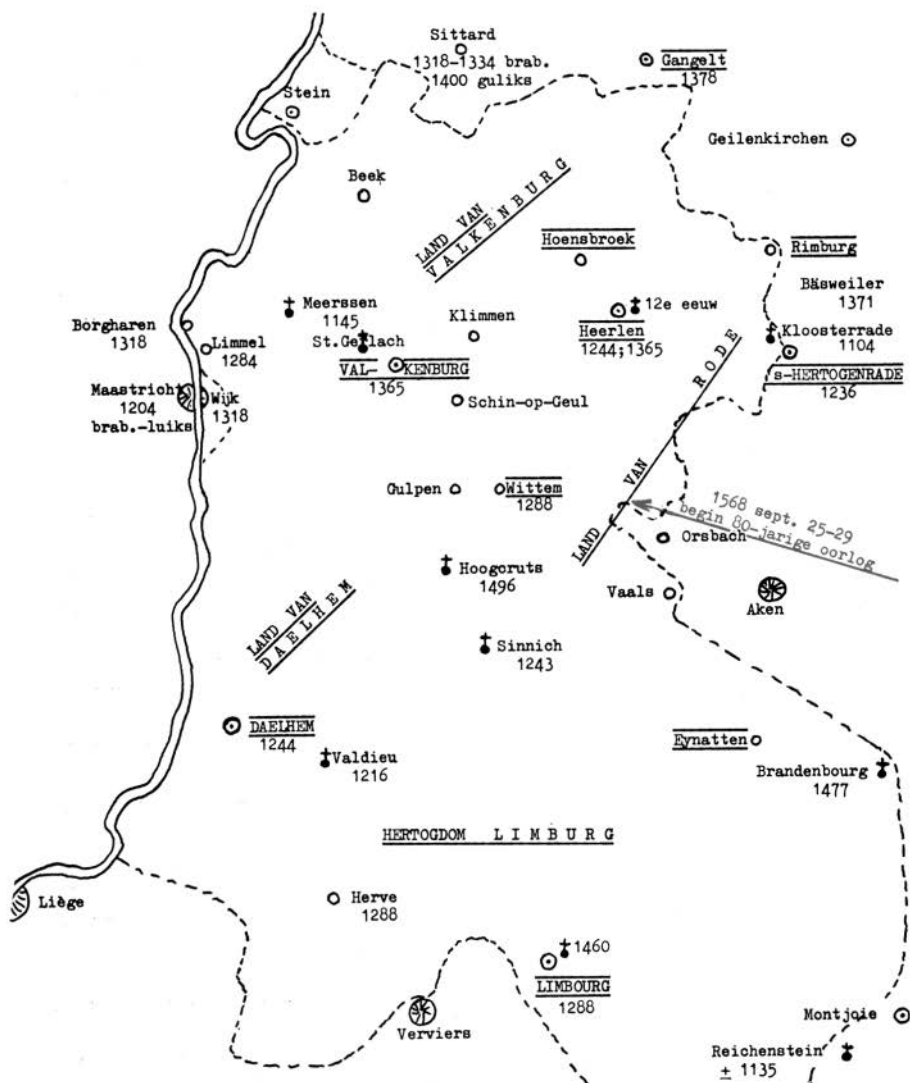 Sittard
1318-1334 brab.
1400 guliks
Gangelt
1378
Stein
Geilenkirchen
Beek
LAND VAN
VALKENBURG
Hoensbroek
Rimburg
Bäsweiler
1371
Meerssen
1145
12e eeuw
Heerlen
1244;1365
Kloosterrade
1104
Borgharen
1318
Limmel
1284
Klimmen
St.Gerlach
VAL-
KENBURG
1365
s-HERTOGENRADE
1236
Maastricht
1204
brab.-luiks
Wijk
1318
Schin-op-Geul
LAND VAN RODE
Gulpen
Wittem
1288
1568 sept. 25-29
begin 80-jarige oorlog
Orsbach
Hoogcruts
1496
Vaals
Aken
LAND VAN
DAELHEM
Sinnich
1243
DAELHEM
1244
Valdieu
1216
Eynatten
Brandenbourg
1477
HERTOGDOM LIMBURG
Liège
Herve
1288
1460
LIMBOURG
1288
Verviers
Montjoie
Reichenstein
± 1135